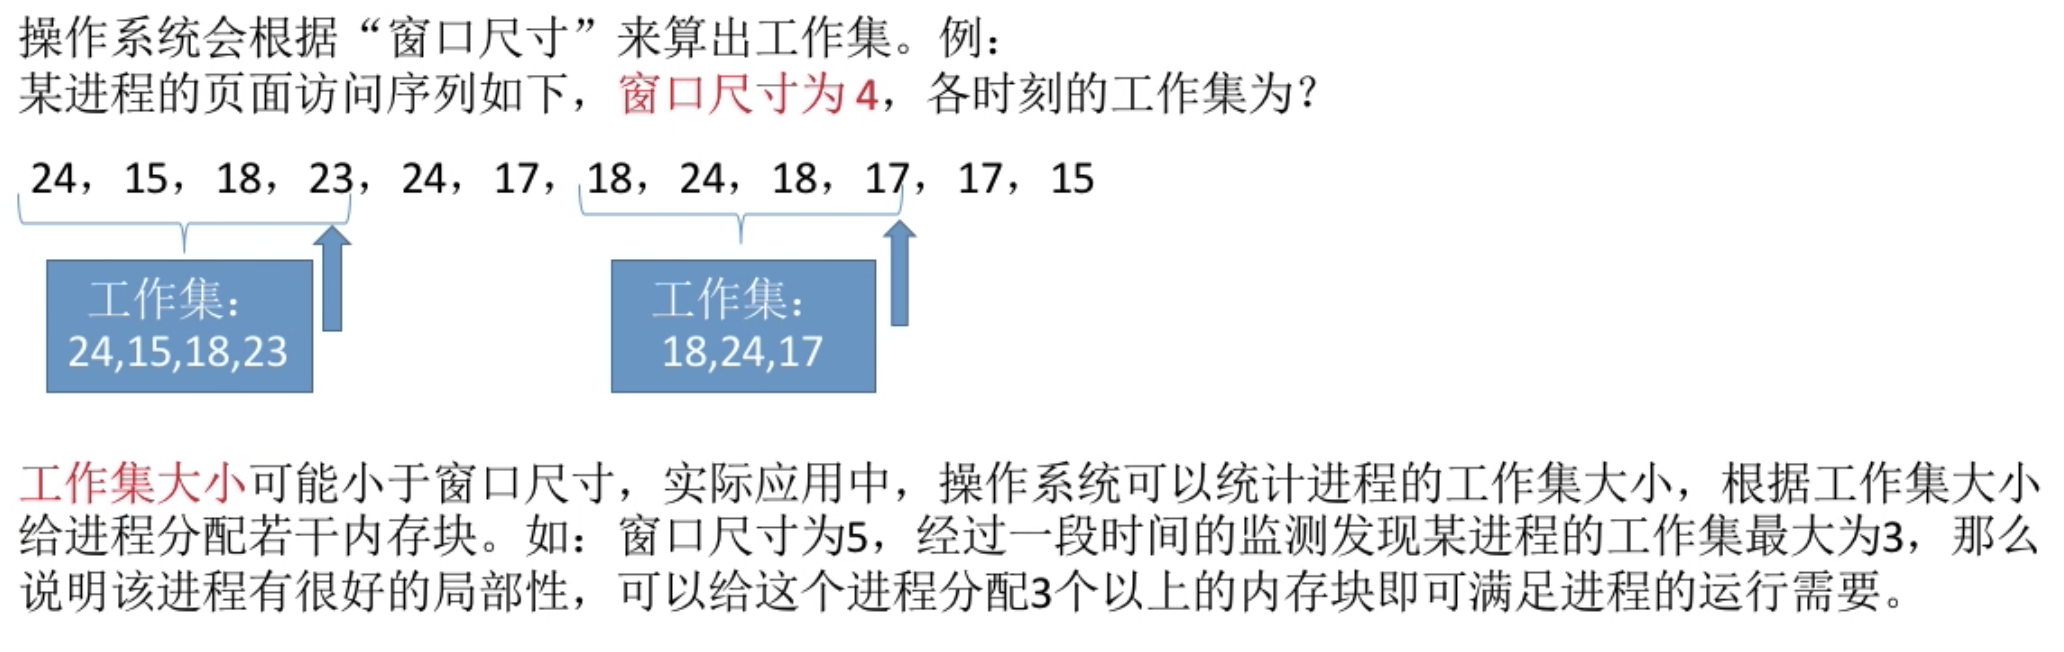 操作系统会根据“窗口尺寸”来算出工作集。例：
某进程的页面访问序列如下，窗口尺寸为 4，各时刻的工作集为？
24，15，18，23，24，17，18，24，18，17，17，15
工作集：
24,15,18,23
工作集：
18,24,17
工作集大小可能小于窗口尺寸，实际应用中，操作系统可以统计进程的工作集大小，根据工作集大小
给进程分配若干内存块。如：窗口尺寸为5，经过一段时间的监测发现某进程的工作集最大为3，那么
说明该进程有很好的局部性，可以给这个进程分配3个以上的内存块即可满足进程的运行需要。